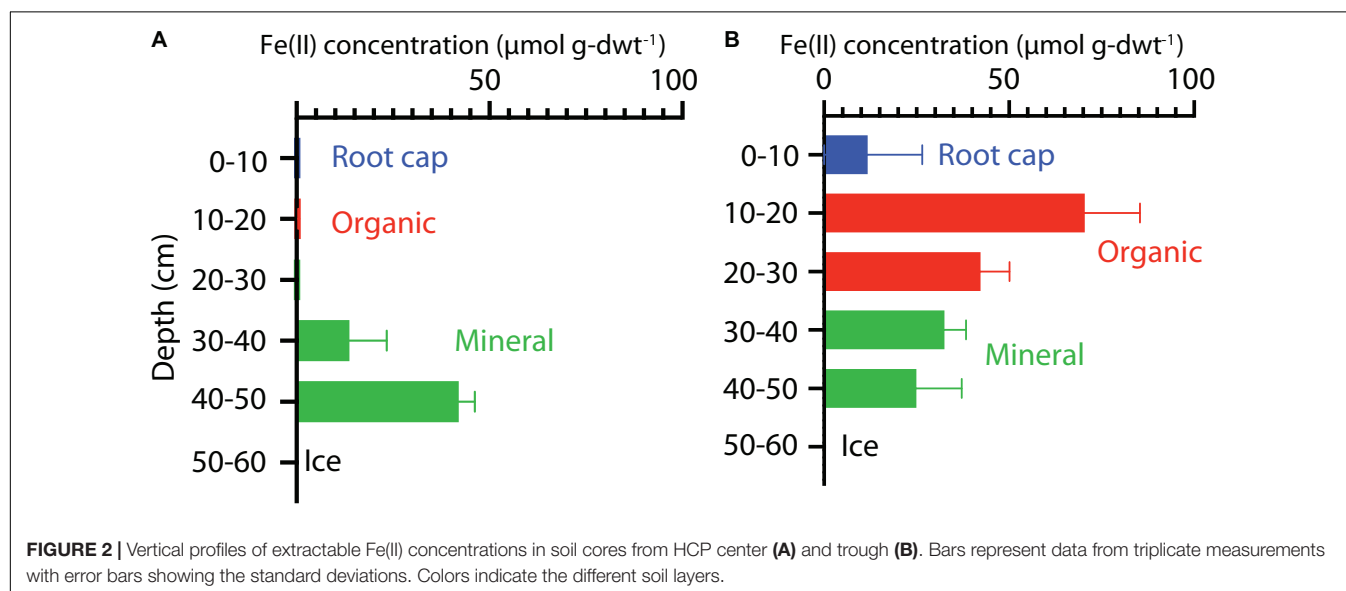 A
Fe(II) concentration (µmol g-dwt⁻¹)
50
100
0-10
Root cap
10-20
Organic
20-30
30-40
Mineral
40-50
50-60
Ice
Depth (cm)
B
Fe(II) concentration (µmol g-dwt⁻¹)
0
50
100
0-10
Root cap
10-20
Organic
20-30
30-40
Mineral
40-50
50-60
Ice
FIGURE 2 | Vertical profiles of extractable Fe(II) concentrations in soil cores from HCP center (A) and trough (B). Bars represent data from triplicate measurements
with error bars showing the standard deviations. Colors indicate the different soil layers.